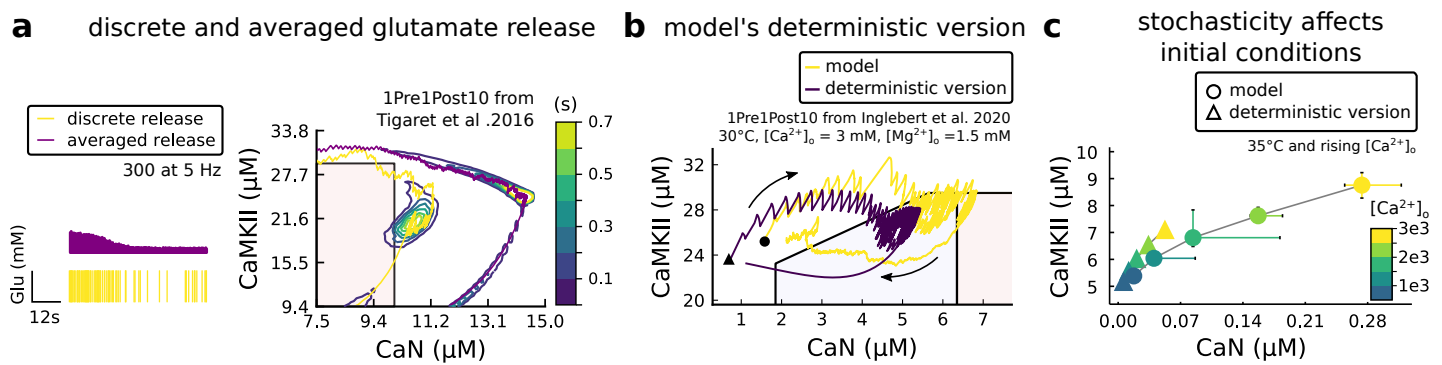 a
discrete and averaged glutamate release
discrete release
averaged release
300 at 5 Hz
Glu (mM)
12s
1Pre1Post10 from
Tigaret et al .2016
(s)
0.7
0.5
0.3
0.1
33.8
27.7
21.6
15.5
9.4
CaMKII (μM)
7.5
9.4
11.2
13.1
15.0
CaN (μM)
b
model's deterministic version
model
deterministic version
1Pre1Post10 from Inglebert et al. 2020
30°C, [Ca²⁺]ₒ = 3 mM, [Mg²⁺]ₒ =1.5 mM
32
28
24
20
CaMKII (μM)
1
2
3
4
5
6
7
CaN (μM)
c
stochasticity affects
initial conditions
model
deterministic version
35°C and rising [Ca²⁺]ₒ
10
9
8
7
6
5
CaMKII (μM)
[Ca²⁺]ₒ
3e3
2e3
1e3
0.00
0.07
0.14
0.21
0.28
CaN (μM)